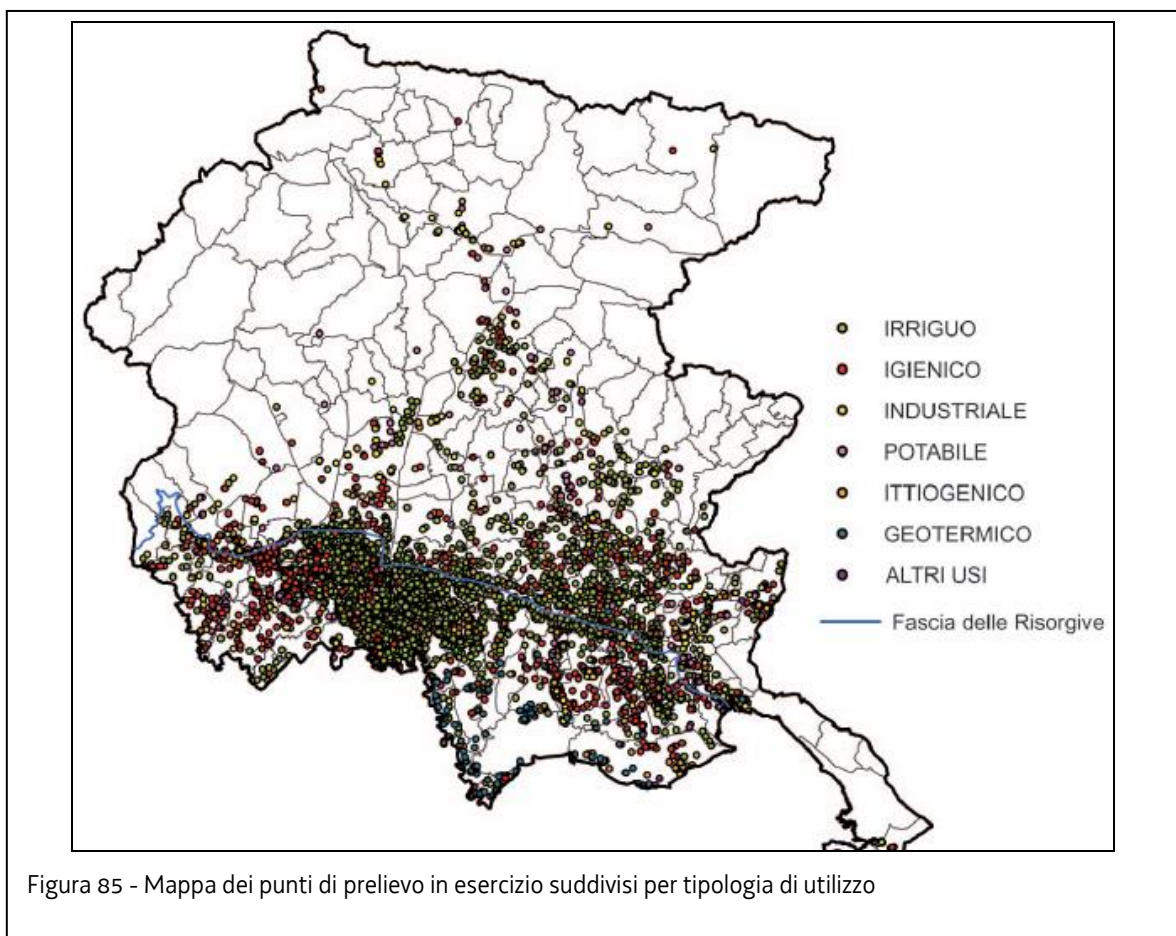 IRRIGUO
IGIENICO
INDUSTRIALE
POTABILE
ITTIOGENICO
GEOTERMICO
ALTRI USI
Fascia delle Risorgive
Figura 85 - Mappa dei punti di prelievo in esercizio suddivisi per tipologia di utilizzo